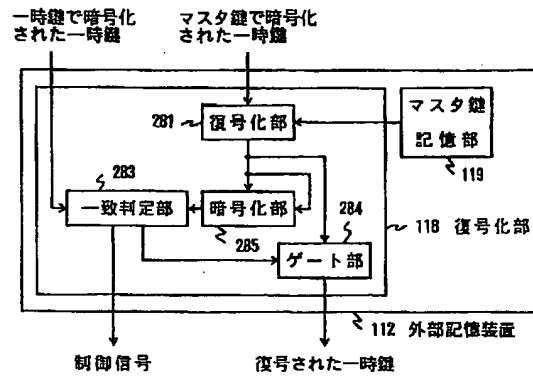 一時鍵で暗号化
された一時鍵
マスタ鍵で暗号化
された一時鍵
281
復号化部
マスタ鍵
記憶部
119
283
一致判定部
暗号化部
285
284
ゲート部
118 復号化部
112 外部記憶装置
制御信号
復号された一時鍵